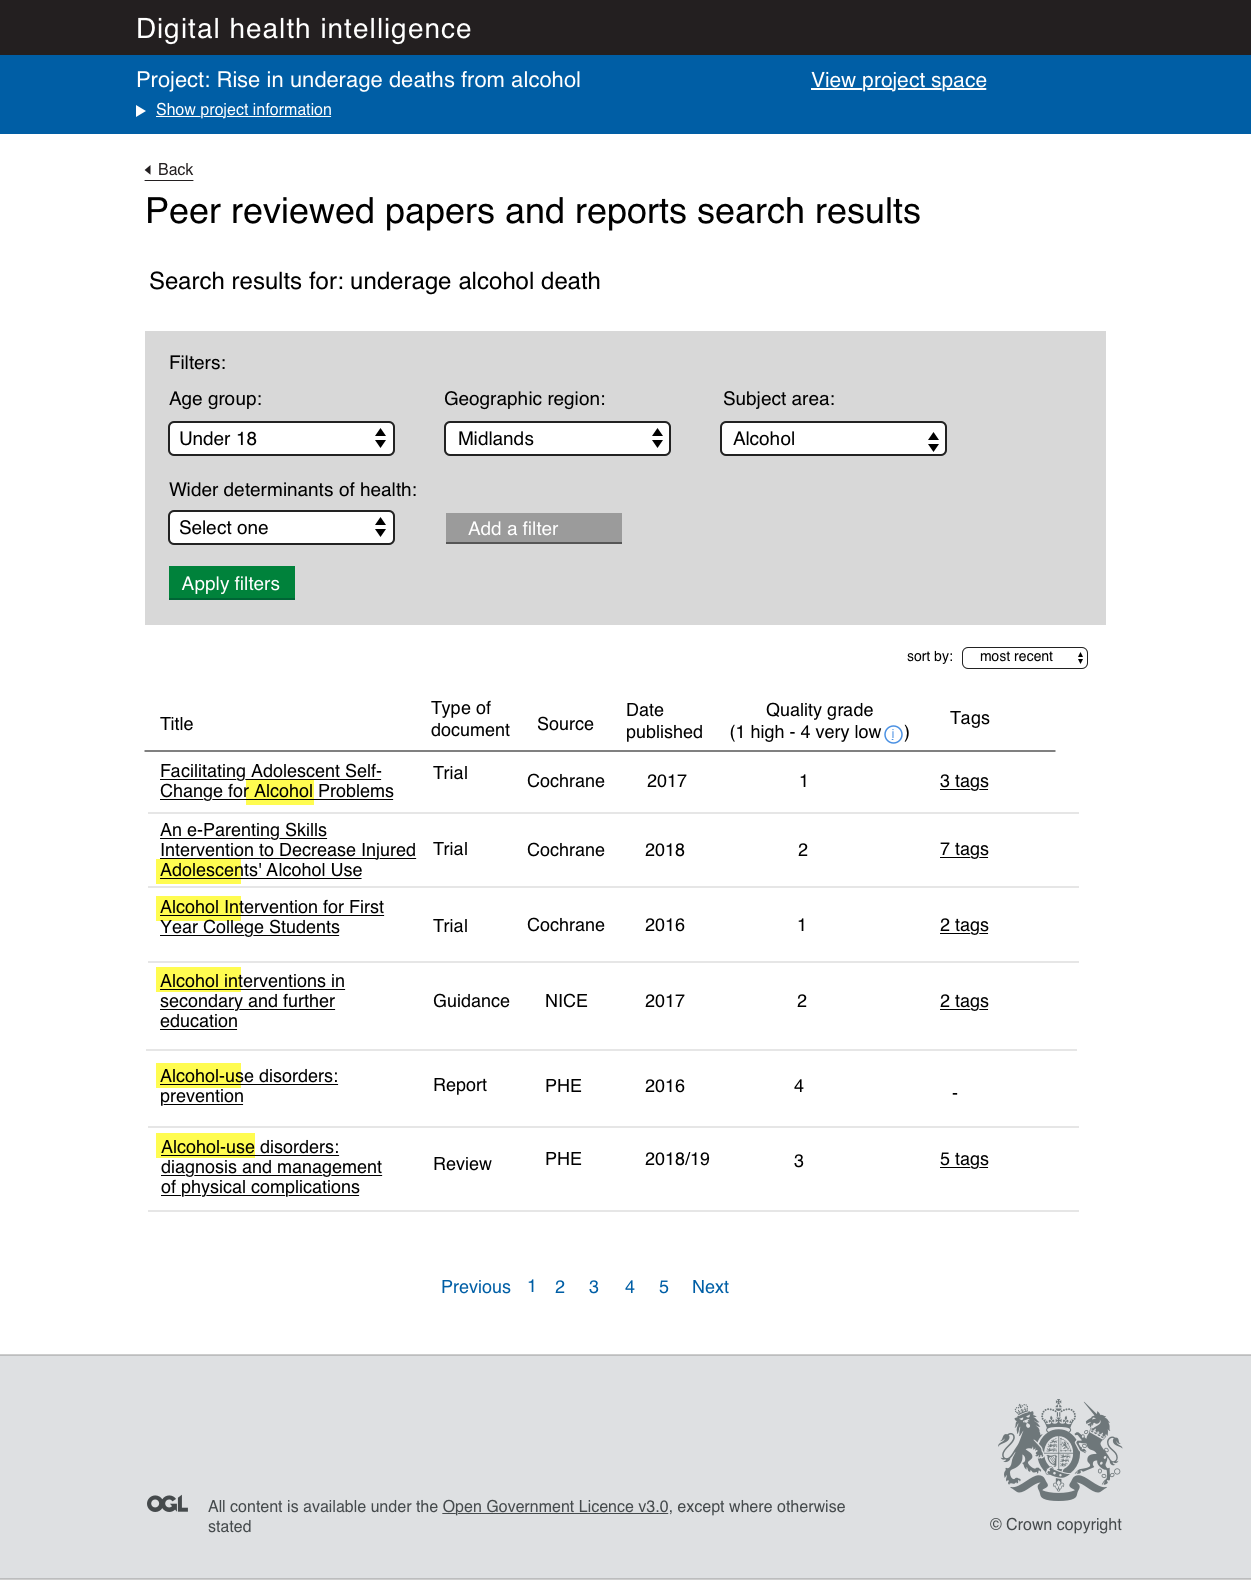 Digital health intelligence
Project: Rise in underage deaths from alcohol
View project space
Show project information
Back
Peer reviewed papers and reports search results
Search results for: underage alcohol death
Filters:
Age group:
Geographic region:
Subject area:
Under 18
Midlands
Alcohol
Wider determinants of health:
Select one
Add a filter
Apply filters
sort by:
most recent
Title
Type of
document
Source
Date
published
Quality grade
(1 high - 4 very low ⓘ)
Tags
Facilitating Adolescent Self-
Change for Alcohol Problems
Trial
Cochrane
2017
1
3 tags
An e-Parenting Skills
Intervention to Decrease Injured
Adolescents' Alcohol Use
Trial
Cochrane
2018
2
7 tags
Alcohol Intervention for First
Year College Students
Trial
Cochrane
2016
1
2 tags
Alcohol interventions in
secondary and further
education
Guidance
NICE
2017
2
2 tags
Alcohol-use disorders:
prevention
Report
PHE
2016
4
-
Alcohol-use disorders:
diagnosis and management
of physical complications
Review
PHE
2018/19
3
5 tags
Previous 1 2 3 4 5 Next
OGL
All content is available under the Open Government Licence v3.0, except where otherwise
stated
© Crown copyright